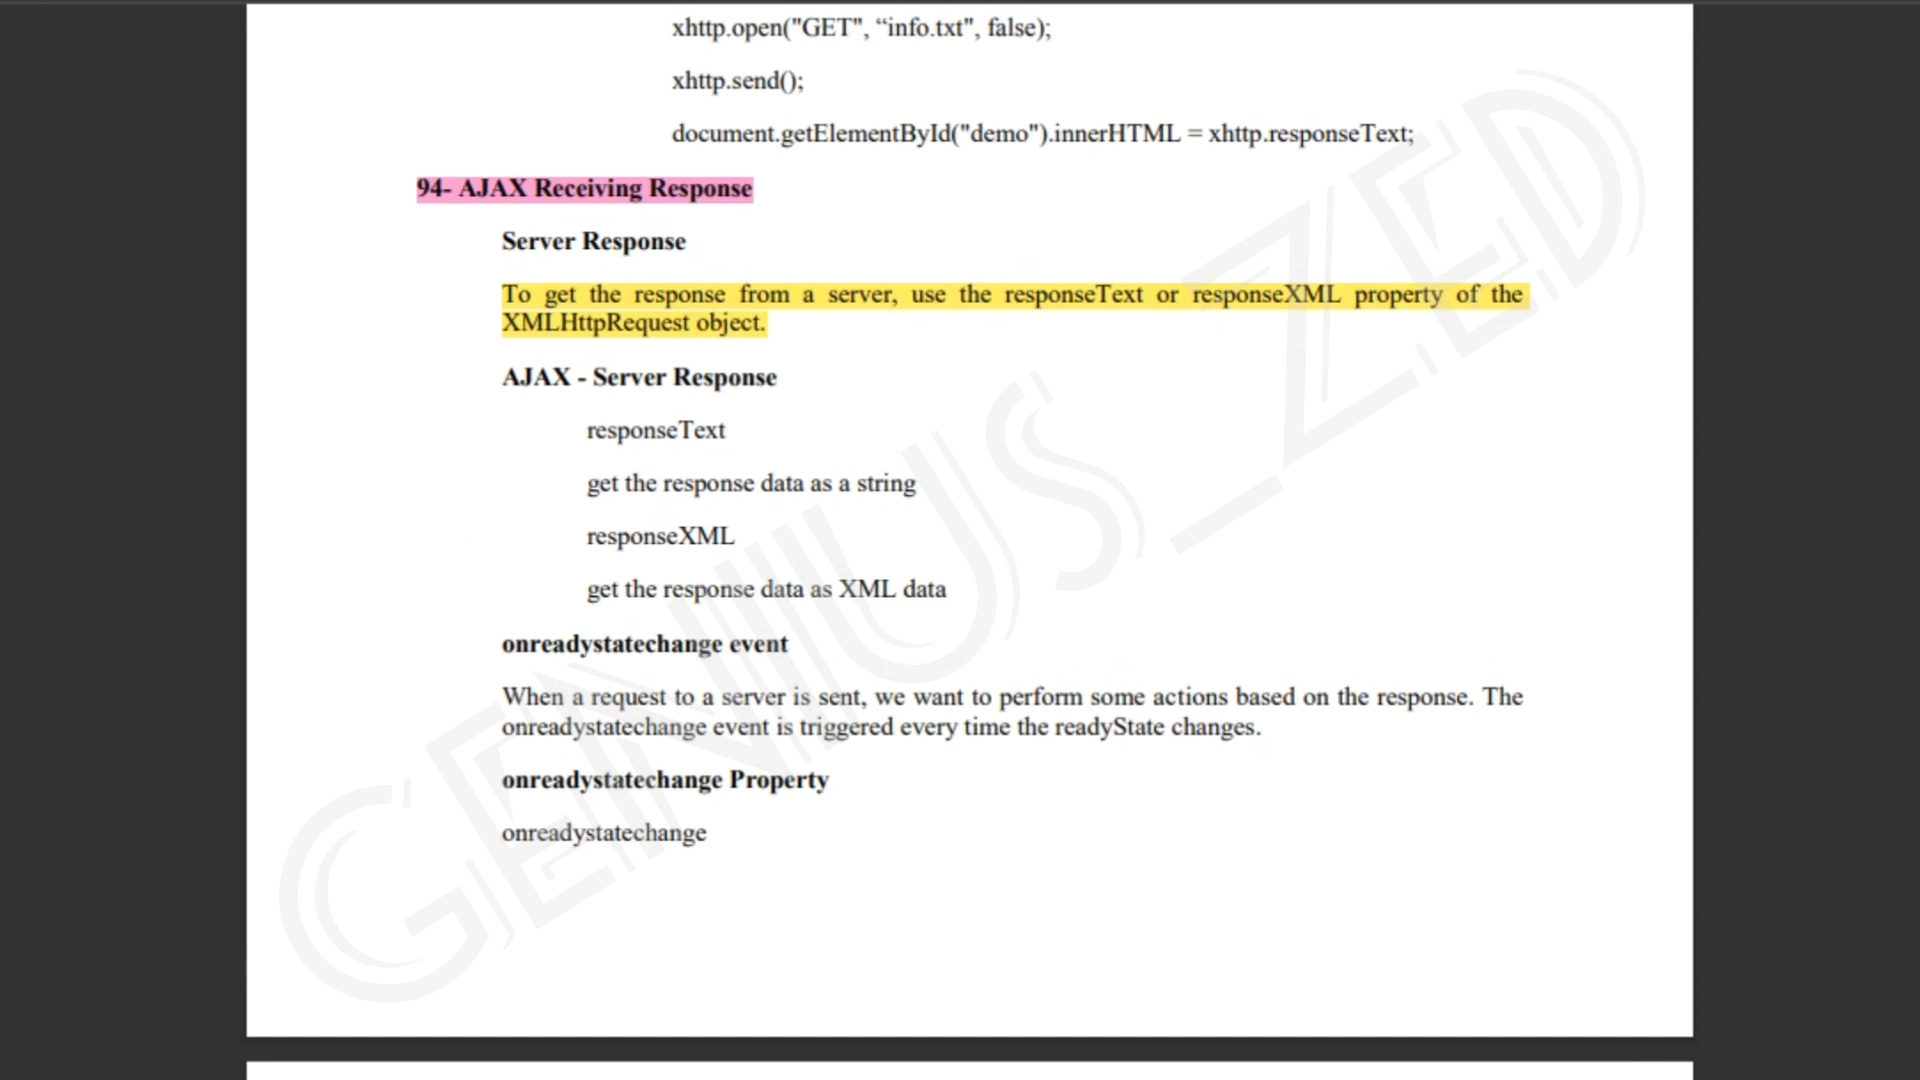 xhttp.open("GET", “info.txt", false);
xhttp.send();
document.getElementById("demo").innerHTML = xhttp.responseText;
94- AJAX Receiving Response
Server Response
To get the response from a server, use the responseText or responseXML property of the
XMLHttpRequest object.
AJAX - Server Response
responseText
get the response data as a string
responseXML
get the response data as XML data
onreadystatechange event
When a request to a server is sent, we want to perform some actions based on the response. The
onreadystatechange event is triggered every time the readyState changes.
onreadystatechange Property
onreadystatechange
GENIUS_ZED